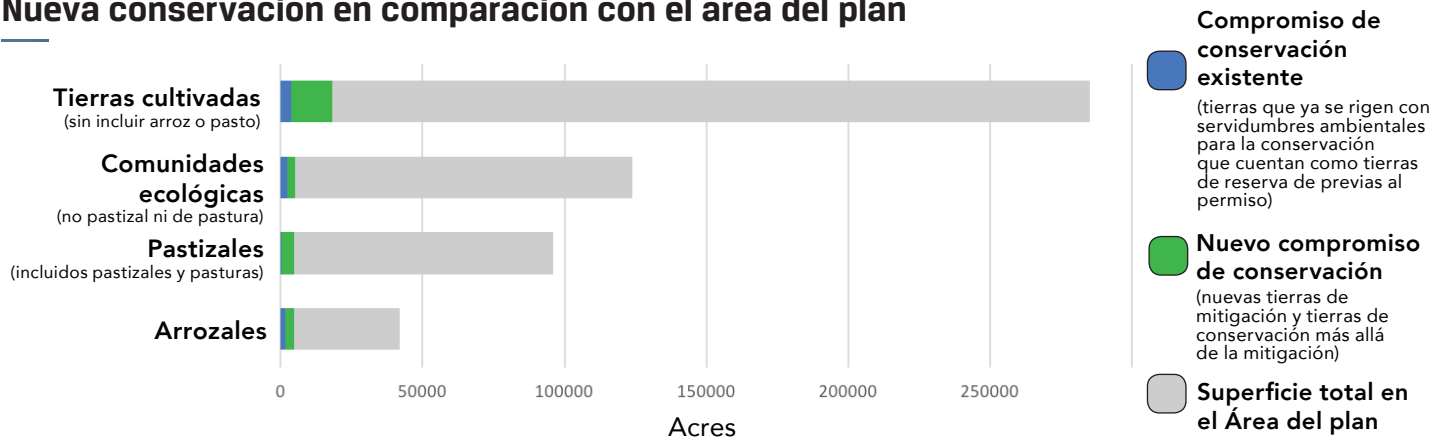 Nueva conservación en comparación con el área del plan
Tierras cultivadas
(sin incluir arroz o pasto)
Comunidades
ecológicas
(no pastizal ni de pastura)
Pastizales
(incluidos pastizales y pasturas)
Arrozales
0 50000 100000 150000 200000 250000
Acres
Compromiso de
conservación
existente
(tierras que ya se rigen con
servidumbres ambientales
para la conservación
que cuentan como tierras
de reserva de previas al
permiso)
Nuevo compromiso
de conservación
(nuevas tierras de
mitigación y tierras de
conservación más allá
de la mitigación)
Superficie total en
el Área del plan